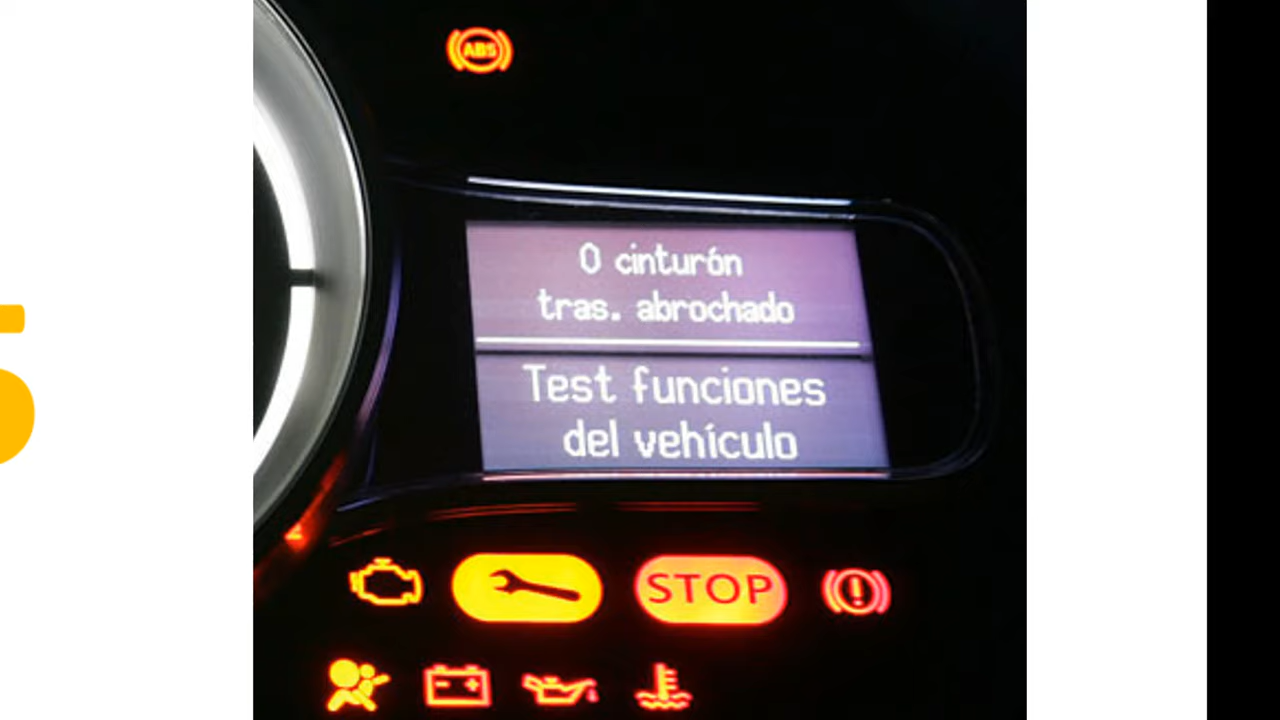 ABS
0 cinturón
tras. abrochado
Test funciones
del vehículo
STOP